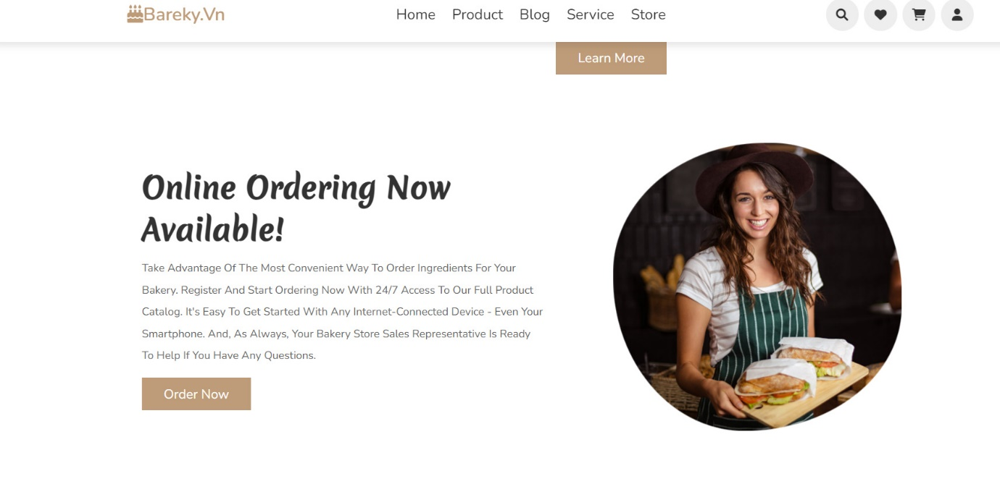 Bareky.Vn
Home Product Blog Service Store
Learn More
Online Ordering Now
Available!
Take Advantage Of The Most Convenient Way To Order Ingredients For Your
Bakery. Register And Start Ordering Now With 24/7 Access To Our Full Product
Catalog. It's Easy To Get Started With Any Internet-Connected Device - Even Your
Smartphone. And, As Always, Your Bakery Store Sales Representative Is Ready
To Help If You Have Any Questions.
Order Now